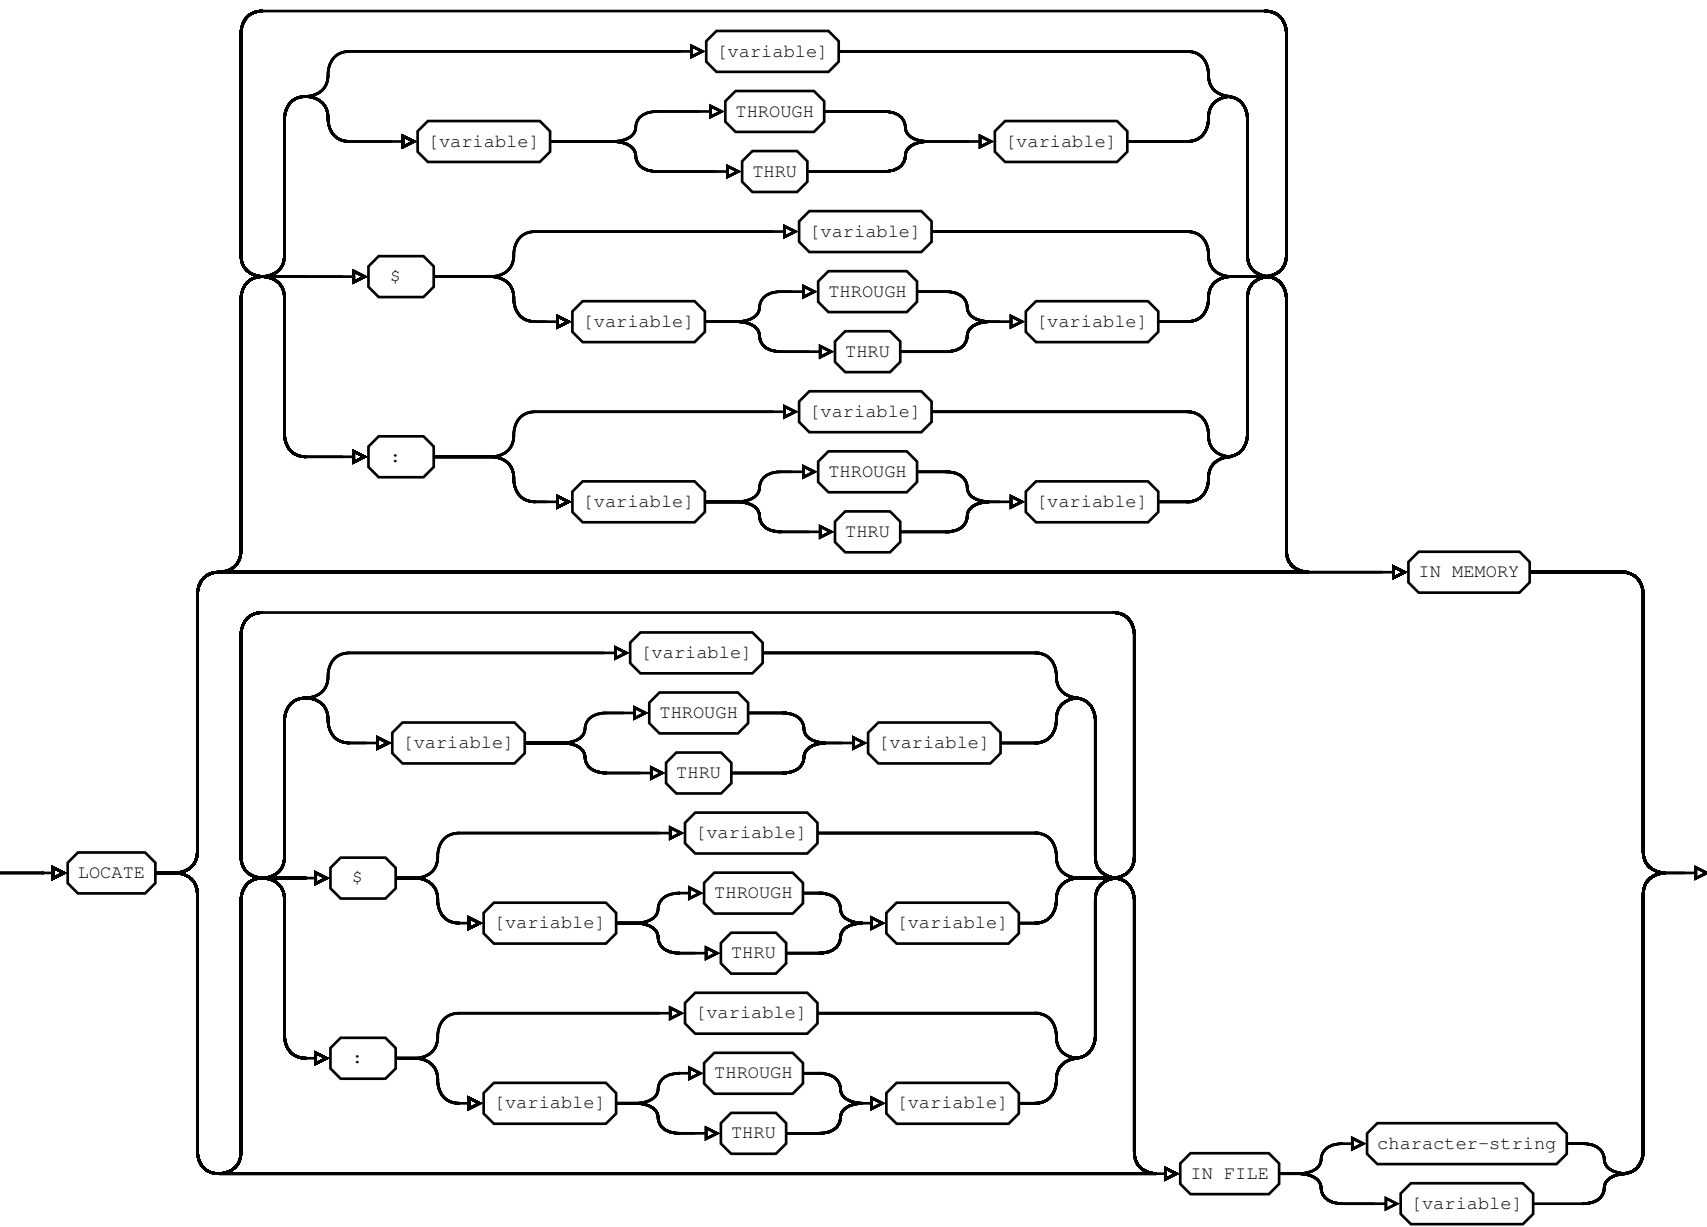 [variable]
THROUGH
[variable] [variable]
THRU
[variable]
$
THROUGH
[variable] [variable]
THRU
[variable]
:
THROUGH
[variable] [variable]
THRU
IN MEMORY
[variable]
THROUGH
[variable] [variable]
THRU
[variable]
LOCATE $
THROUGH
[variable] [variable]
THRU
[variable]
:
THROUGH
[variable] [variable]
THRU
character-string
IN FILE
[variable]